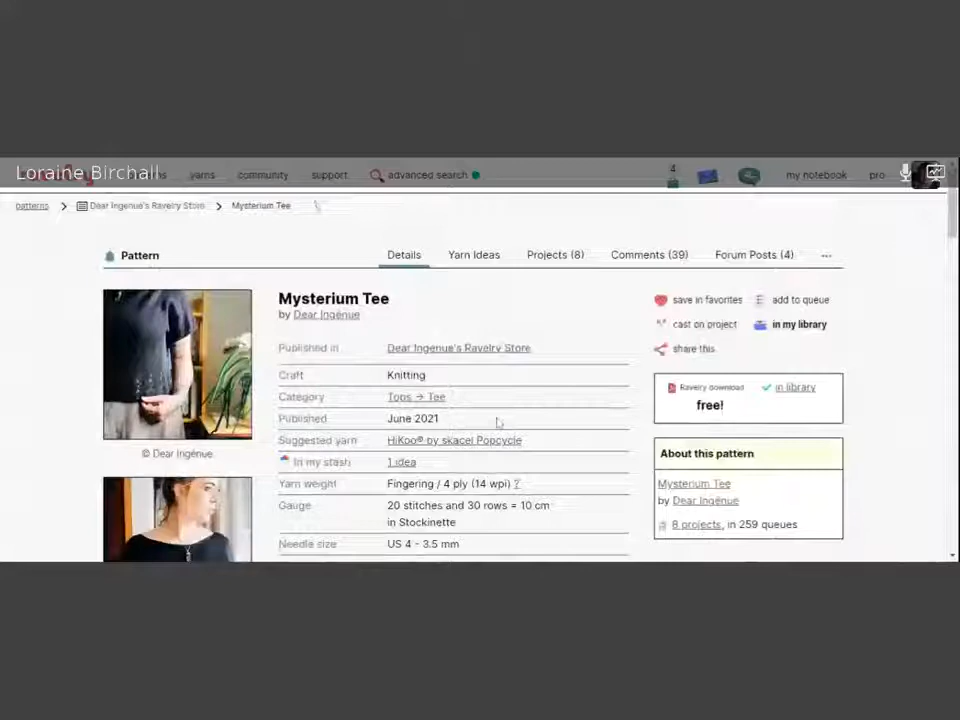 Loraine Birchall
yarns community support advanced search 4 my notebook pro
patterns Dear Ingenue's Ravelry Store Mysterium Tee
Pattern Details Yarn Ideas Projects (8) Comments (39) Forum Posts (4) ...
Mysterium Tee
by Dear Ingénue
save in favorites add to queue
cast on project in my library
share this
Published in Dear Ingenue's Ravelry Store
Craft Knitting
Category Tops → Tee
Published June 2021
Suggested yarn HiKoo® by skacel Popcycle
In my stash 1 idea
Yarn weight Fingering / 4 ply (14 wpi) ?
Gauge 20 stitches and 30 rows = 10 cm
in Stockinette
Needle size US 4 - 3.5 mm
© Dear Ingénue
Ravelry download in library
free!
About this pattern
Mysterium Tee
by Dear Ingénue
8 projects, in 259 queues